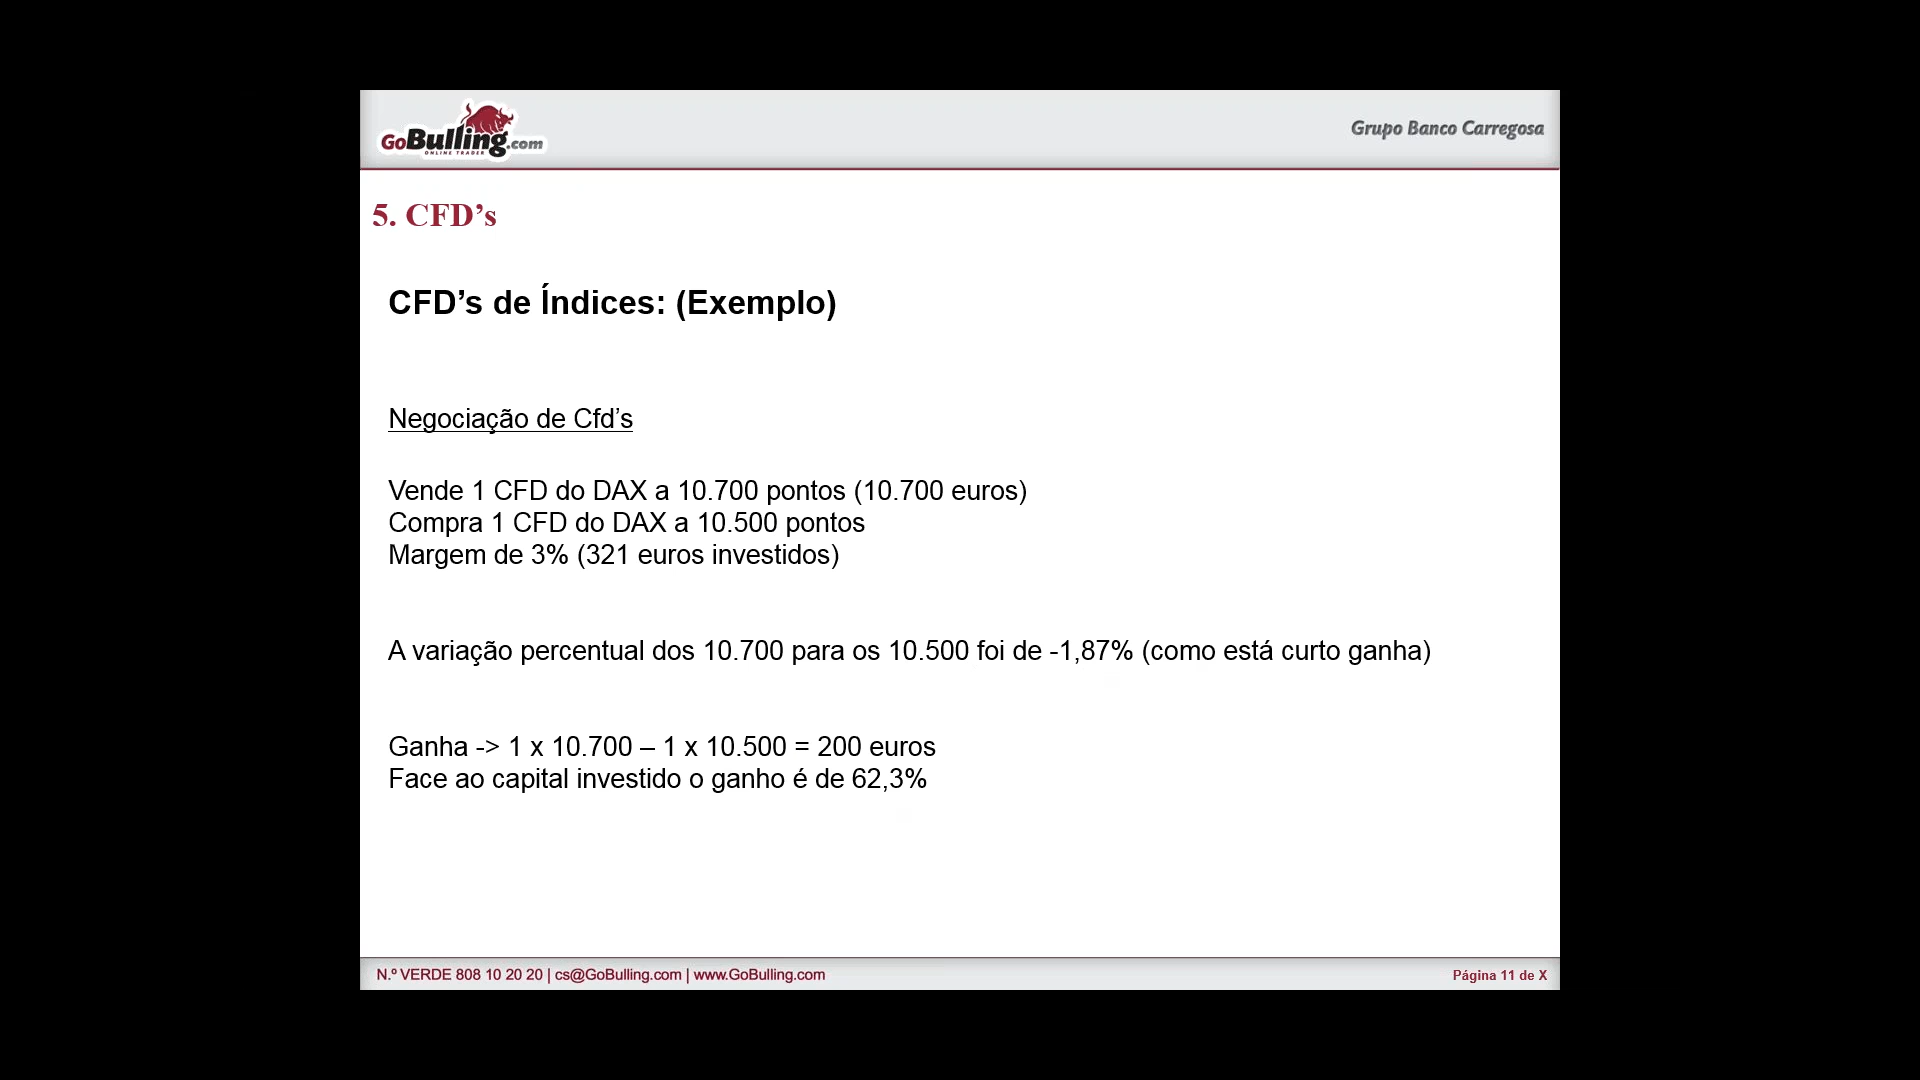 GoBulling.com
ONLINE TRADER
Grupo Banco Carregosa
5. CFD’s
CFD’s de Índices: (Exemplo)
Negociação de Cfd’s
Vende 1 CFD do DAX a 10.700 pontos (10.700 euros)
Compra 1 CFD do DAX a 10.500 pontos
Margem de 3% (321 euros investidos)
A variação percentual dos 10.700 para os 10.500 foi de -1,87% (como está curto ganha)
Ganha -> 1 x 10.700 – 1 x 10.500 = 200 euros
Face ao capital investido o ganho é de 62,3%
N.º VERDE 808 10 20 20 | cs@GoBulling.com | www.GoBulling.com
Página 11 de X